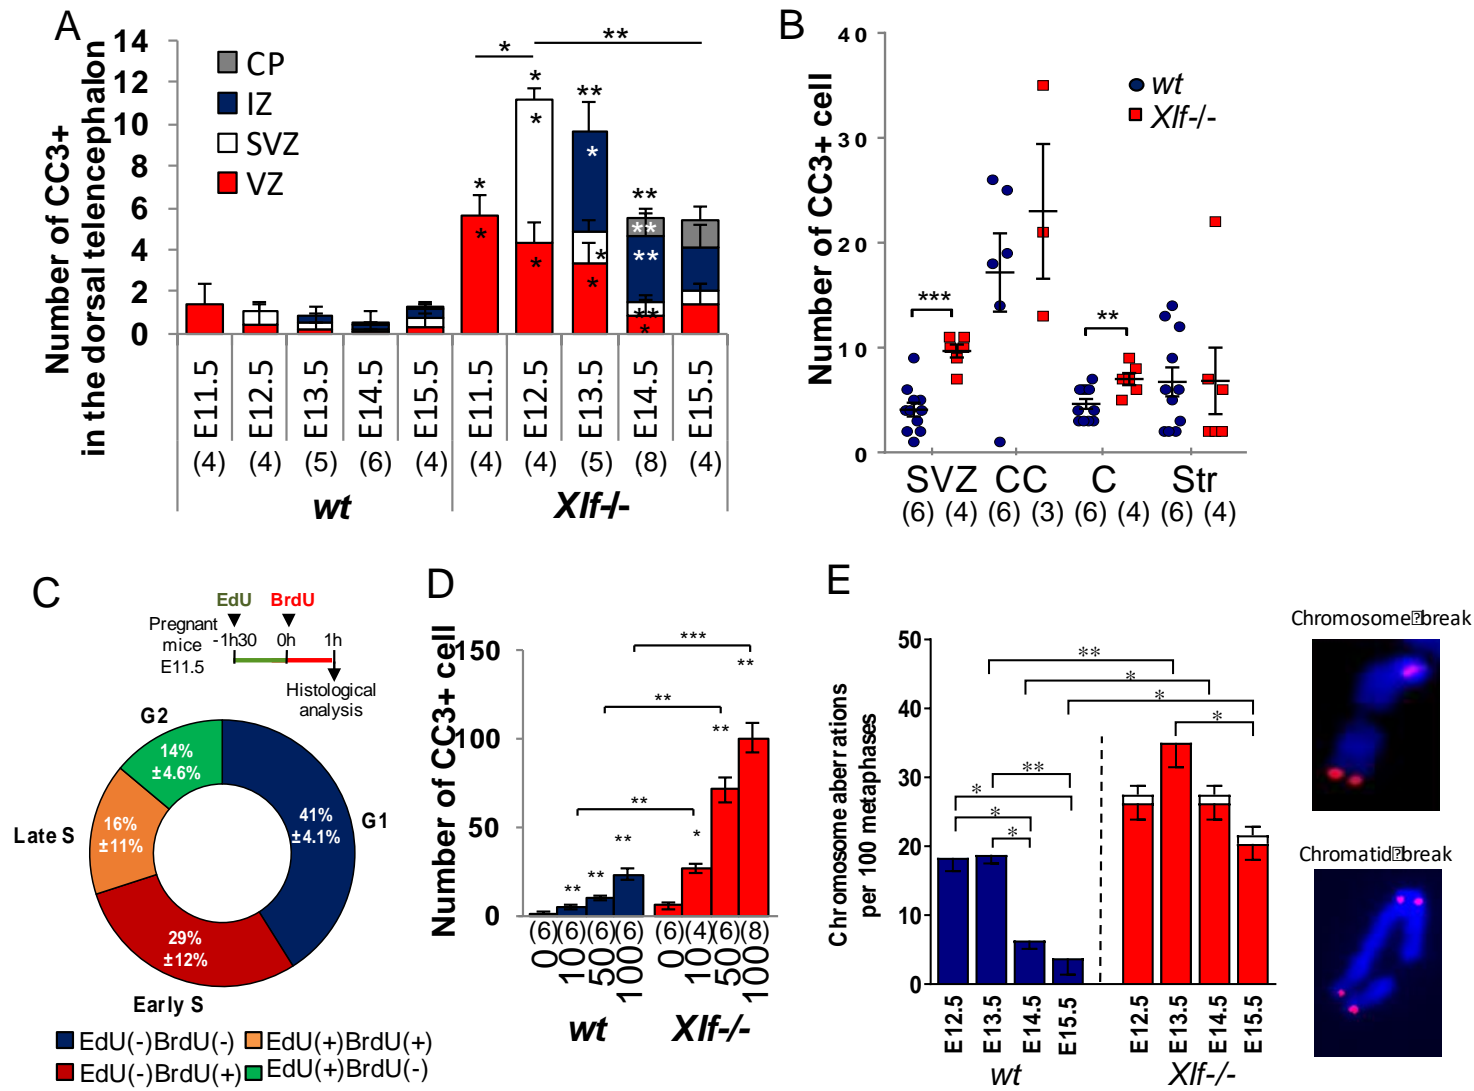 A
Number of CC3+
in the dorsal telencephalon
14
12
10
8
6
4
2
0
CP
IZ
SVZ
VZ
*
**
*
*
*
*
*
**
*
*
*
**
**
**
**
*
E11.5 E12.5 E13.5 E14.5 E15.5 E11.5 E12.5 E13.5 E14.5 E15.5
(4) (4) (5) (6) (4) (4) (4) (5) (8) (4)
wt Xlf-/-
B
Number of CC3+ cell
40
30
20
10
0
wt
Xlf-/-
***
**
SVZ CC C Str
(6) (4) (6) (3) (6) (4) (6) (4)
C
EdU BrdU
Pregnant
mice
E11.5
-1h30 0h 1h
Histological
analysis
G2
14%
±4.6%
41%
±4.1%
G1
Late S
16%
±11%
29%
±12%
Early S
EdU(-)BrdU(-) EdU(+)BrdU(+)
EdU(-)BrdU(+) EdU(+)BrdU(-)
D
Number of CC3+ cell
150
100
50
0
***
**
**
**
**
**
**
*
**
(6) (6) (6) (6) (6) (4) (6) (8)
0 10 50 100 0 10 50 100
wt Xlf-/-
E
Chromosome aberrations
per 100 metaphases
50
40
30
20
10
0
**
*
*
*
**
*
*
*
E12.5 E13.5 E14.5 E15.5 E12.5 E13.5 E14.5 E15.5
wt Xlf-/-
Chromosome⍰break
Chromatid⍰break